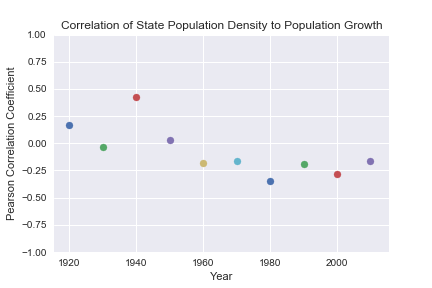 Correlation of State Population Density to Population Growth
1.00
0.75
0.50
0.25
0.00
−0.25
−0.50
−0.75
−1.00
Pearson Correlation Coefficient
1920 1940 1960 1980 2000
Year